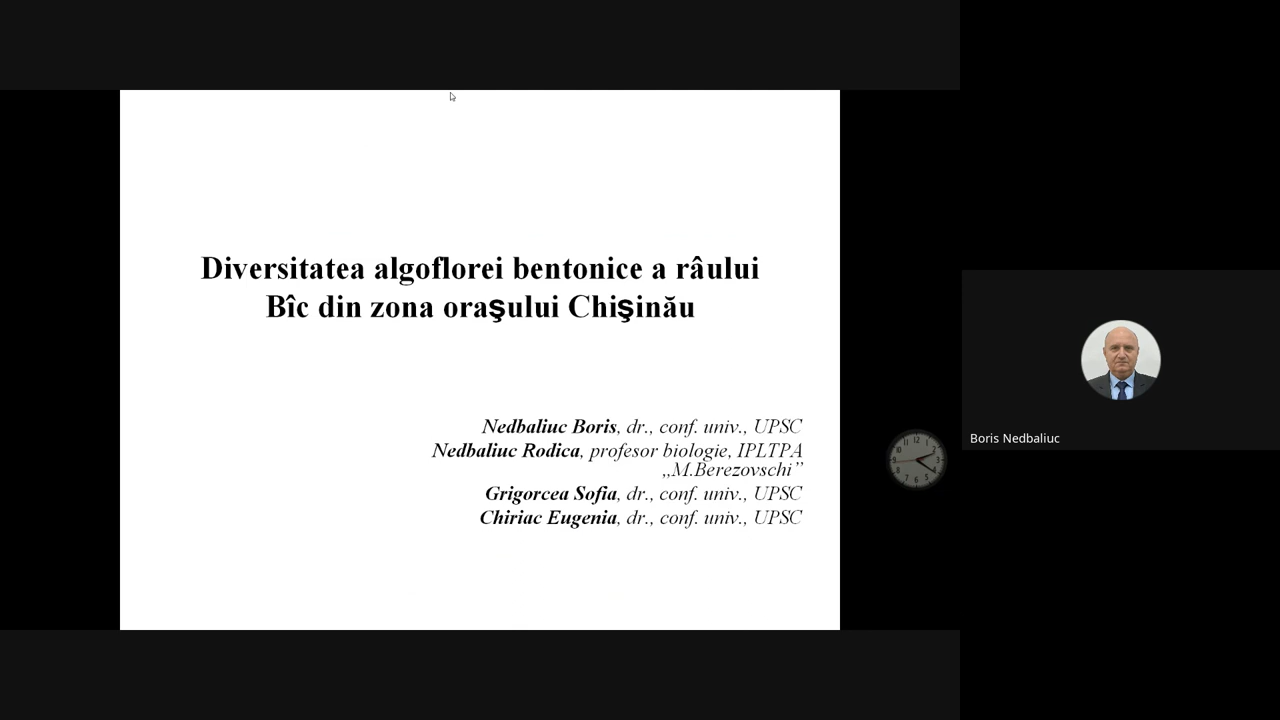 Diversitatea algoflorei bentonice a râului
Bîc din zona oraşului Chişinău
Nedbaliuc Boris, dr., conf. univ., UPSC
Nedbaliuc Rodica, profesor biologie, IPLTPA
„M.Berezovschi”
Grigorcea Sofia, dr., conf. univ., UPSC
Chiriac Eugenia, dr., conf. univ., UPSC
Boris Nedbaliuc